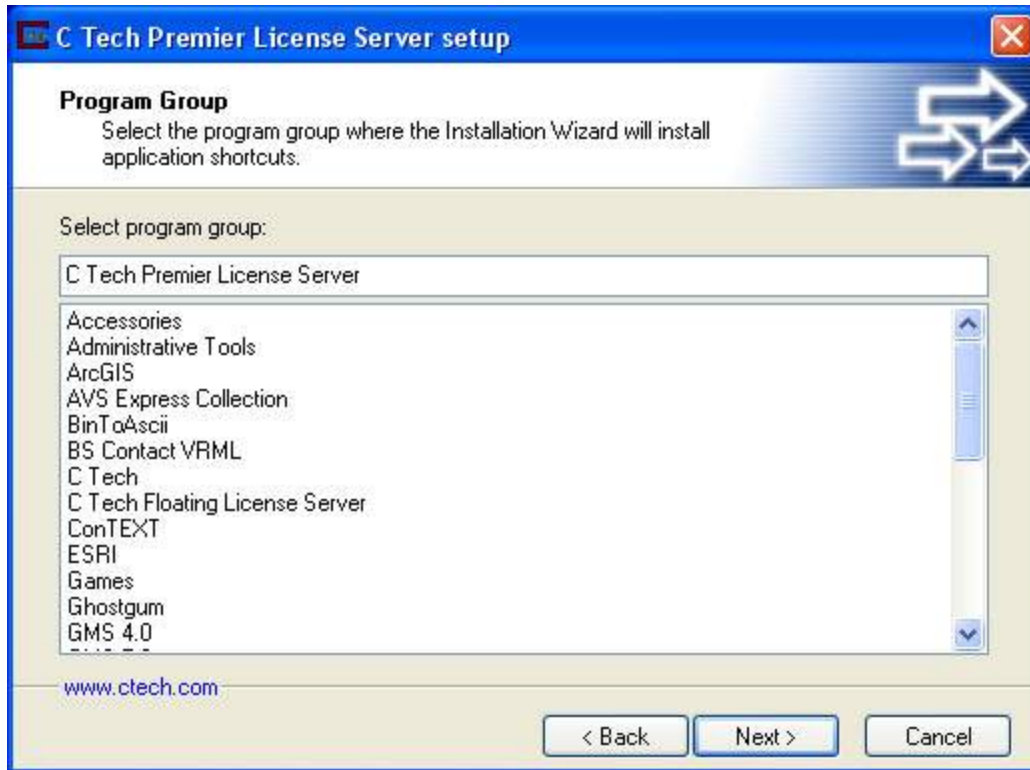 C Tech Premier License Server setup
Program Group
Select the program group where the Installation Wizard will install
application shortcuts.
Select program group:
C Tech Premier License Server
Accessories
Administrative Tools
ArcGIS
AVS Express Collection
BinToAscii
BS Contact VRML
C Tech
C Tech Floating License Server
ConTEXT
ESRI
Games
Ghostgum
GMS 4.0
www.ctech.com
< Back
Next >
Cancel